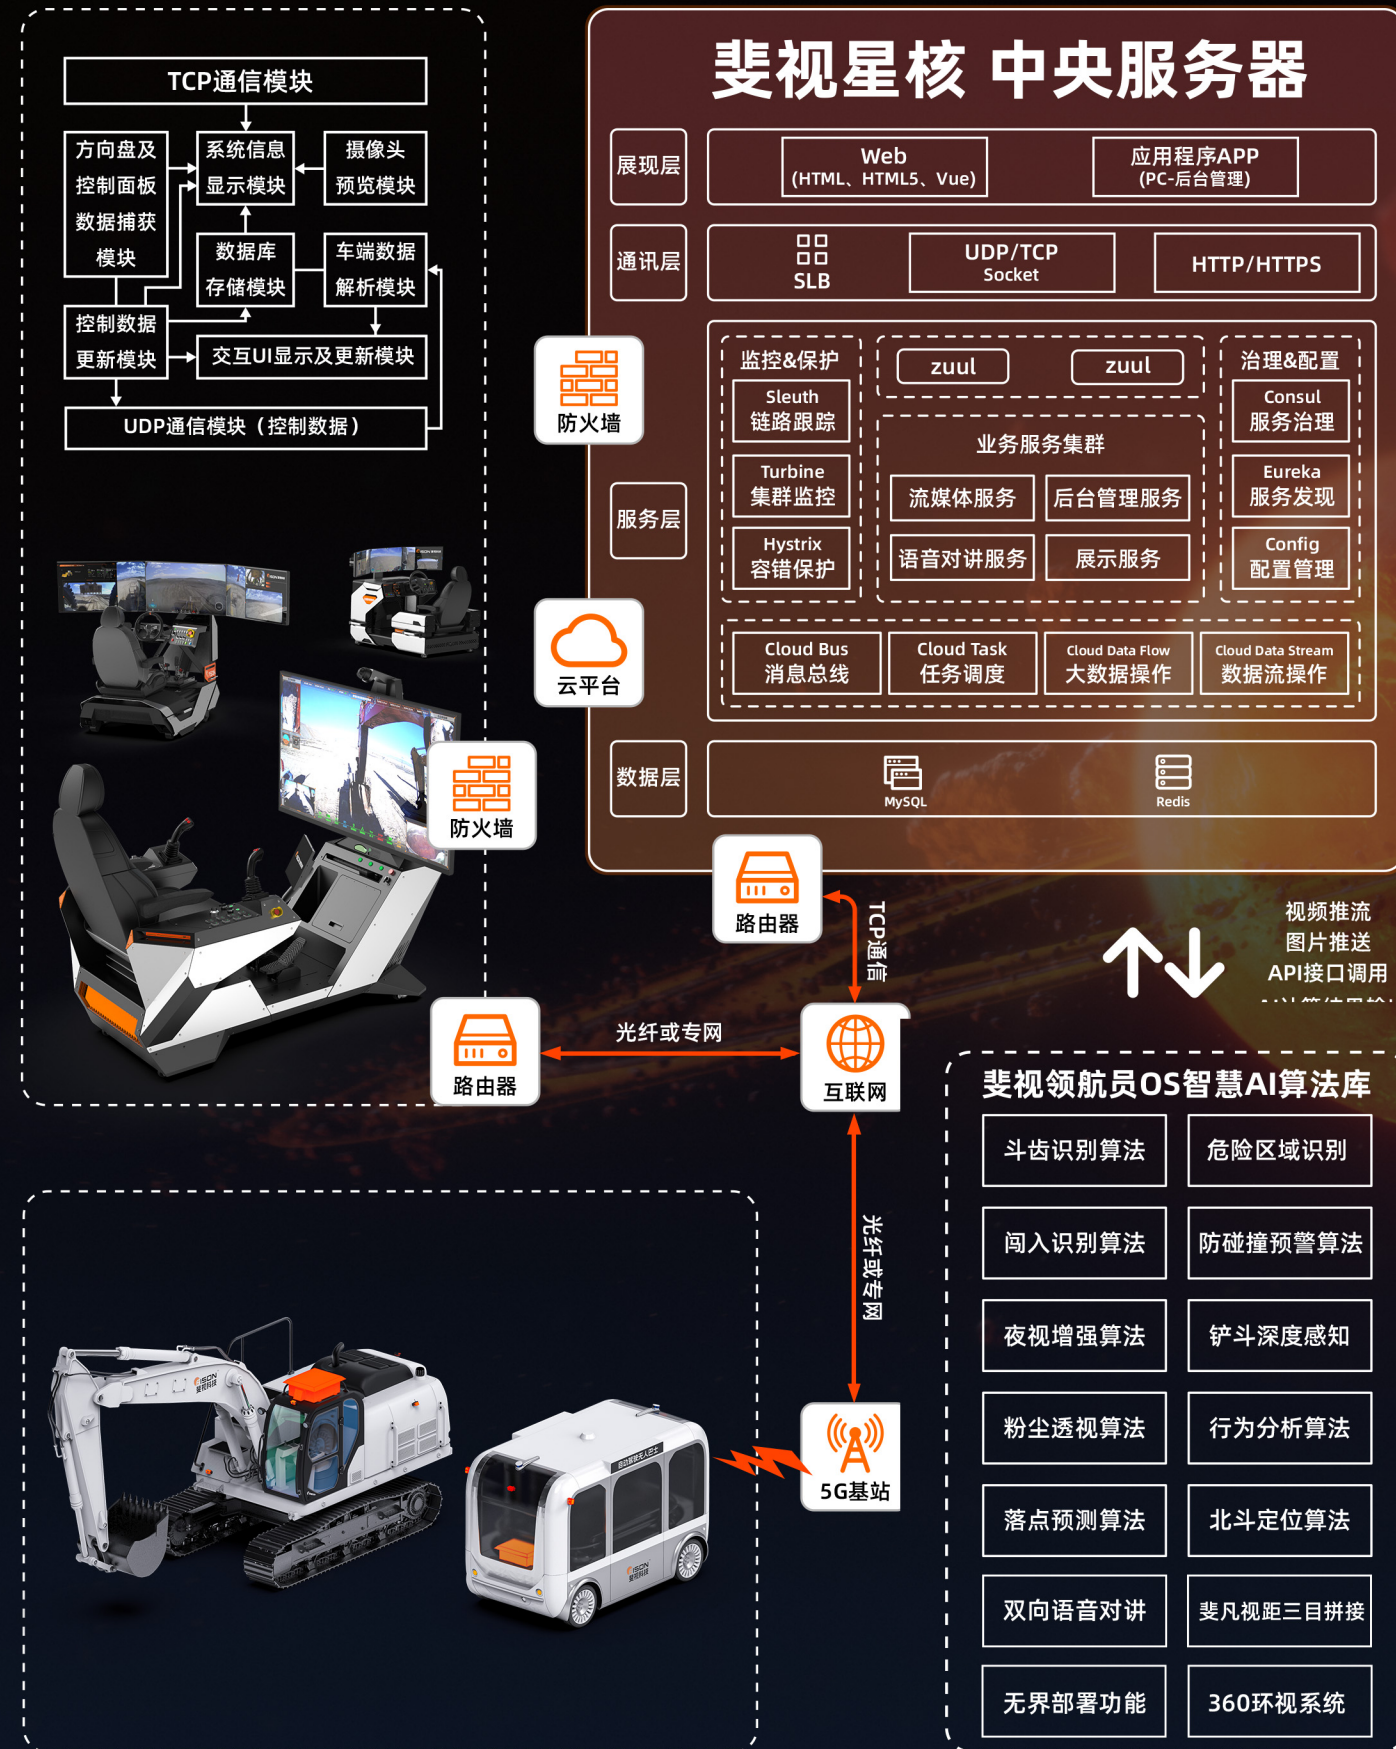 TCP通信模块
方向盘及
控制面板
数据捕获
模块
系统信息
显示模块
摄像头
预览模块
数据库
存储模块
车端数据
解析模块
控制数据
更新模块
交互UI显示及更新模块
UDP通信模块（控制数据）
斐视星核 中央服务器
展现层
Web
(HTML、HTML5、Vue)
应用程序APP
(PC-后台管理)
通讯层
SLB
UDP/TCP
Socket
HTTP/HTTPS
服务层
监控&保护
Sleuth
链路跟踪
Turbine
集群监控
Hystrix
容错保护
zuul
zuul
业务服务集群
流媒体服务
后台管理服务
语音对讲服务
展示服务
治理&配置
Consul
服务治理
Eureka
服务发现
Config
配置管理
Cloud Bus
消息总线
Cloud Task
任务调度
Cloud Data Flow
大数据操作
Cloud Data Stream
数据流操作
数据层
MySQL
Redis
防火墙
云平台
防火墙
路由器
TCP通信
视频推流
图片推送
API接口调用
路由器
光纤或专网
互联网
光纤或专网
5G基站
斐视领航员OS智慧AI算法库
斗齿识别算法
危险区域识别
闯入识别算法
防碰撞预警算法
夜视增强算法
铲斗深度感知
粉尘透视算法
行为分析算法
落点预测算法
北斗定位算法
双向语音对讲
斐凡视距三目拼接
无界部署功能
360环视系统
斐视科技
斐视科技